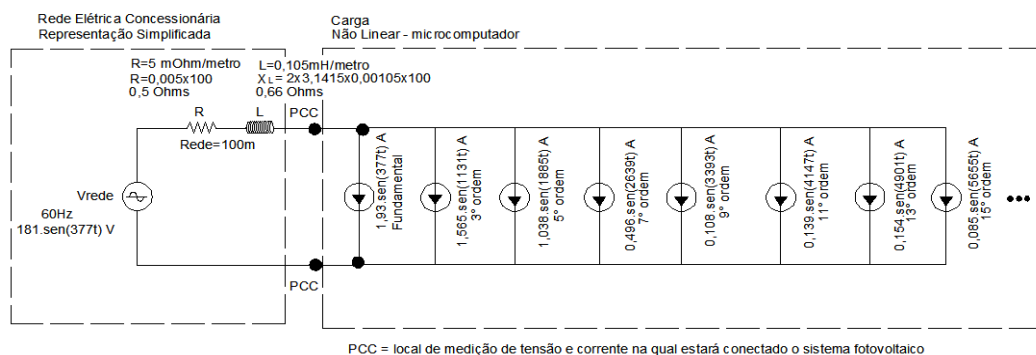 Rede Elétrica Concessionária
Representação Simplificada
Carga
Não Linear - microcomputador
R=5 mOhm/metro
R=0,005x100
0,5 Ohms
L=0,105mH/metro
XL= 2x3,1415x0,00105x100
0,66 Ohms
R
L
PCC
Rede=100m
Vrede
60Hz
181.sen(377t) V
1,93.sen(377t) A
Fundamental
1,565.sen(1131t) A
3° ordem
1,038.sen(1885t) A
5° ordem
0,496.sen(2639t) A
7° ordem
0,108.sen(3393t) A
9° ordem
0,139.sen(4147t) A
11° ordem
0,154.sen(4901t) A
13° ordem
0,085.sen(5655t) A
15° ordem
PCC
PCC = local de medição de tensão e corrente na qual estará conectado o sistema fotovoltaico